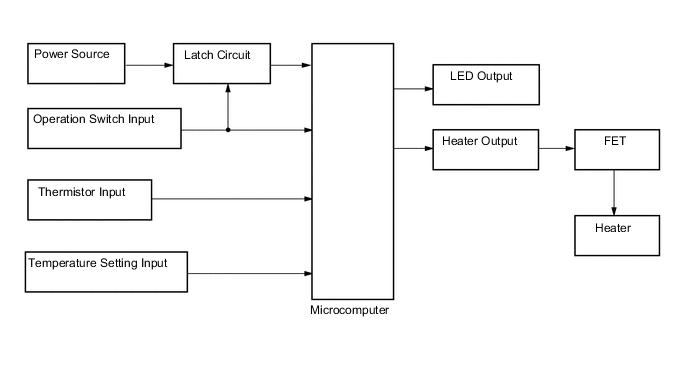 Power Source
Latch Circuit
LED Output
Operation Switch Input
Heater Output
FET
Thermistor Input
Heater
Temperature Setting Input
Microcomputer